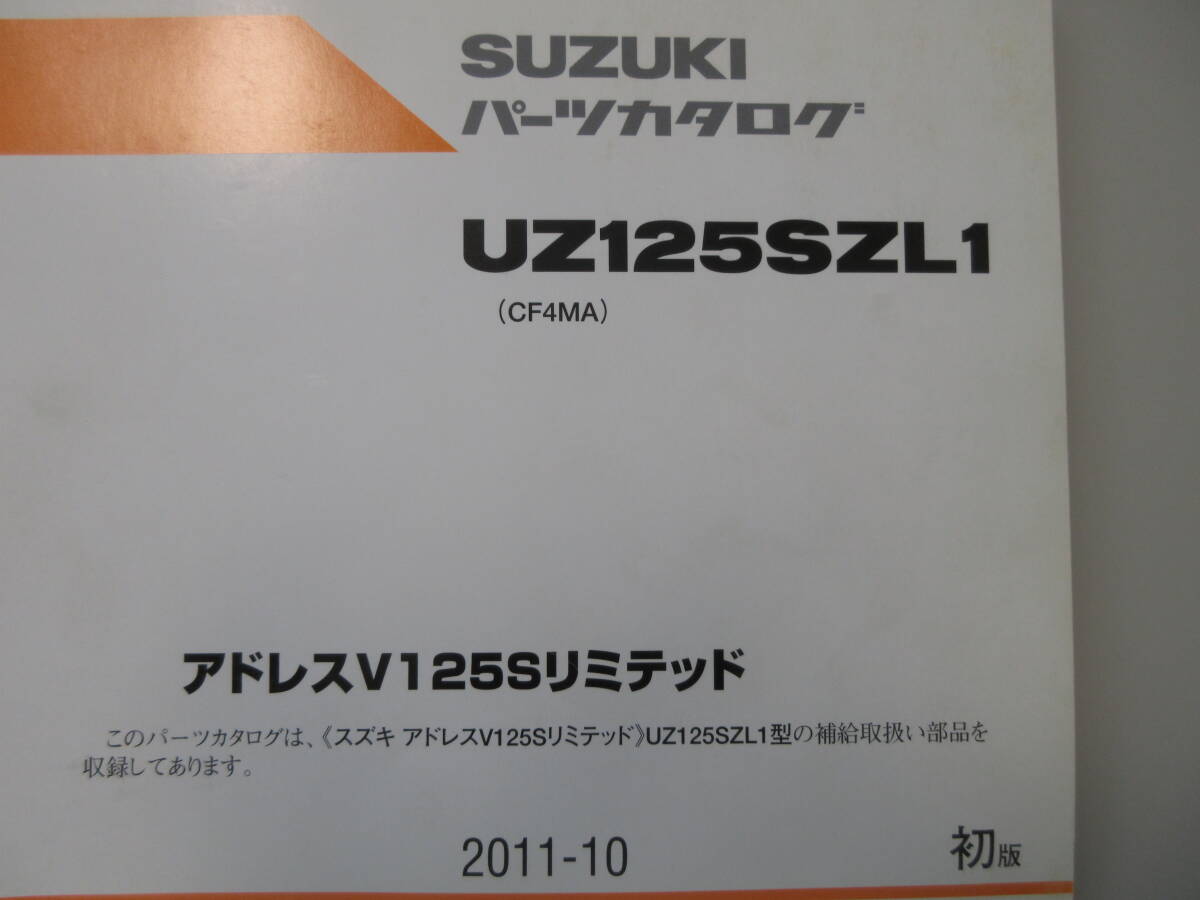 SUZUKI
パーツカタログ
UZ125SZL1
(CF4MA)
アドレスV125Sリミテッド
このパーツカタログは、《スズキ アドレスV125Sリミテッド》UZ125SZL1型の補給取扱い部品を
収録してあります。
2011-10 初版